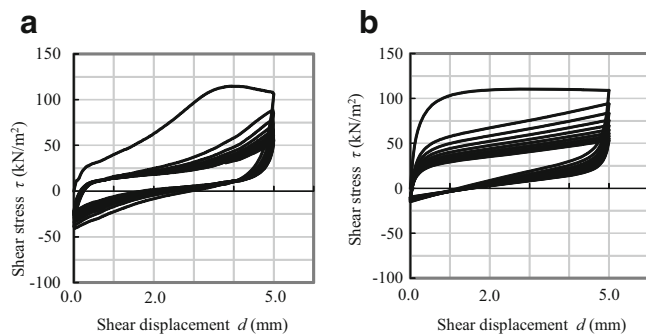 a
150
100
50
0
-50
-100
0.0 2.0 5.0
Shear stress τ (kN/m²)
Shear displacement d (mm)
b
150
100
50
0
-50
-100
0.0 2.0 5.0
Shear stress τ (kN/m²)
Shear displacement d (mm)